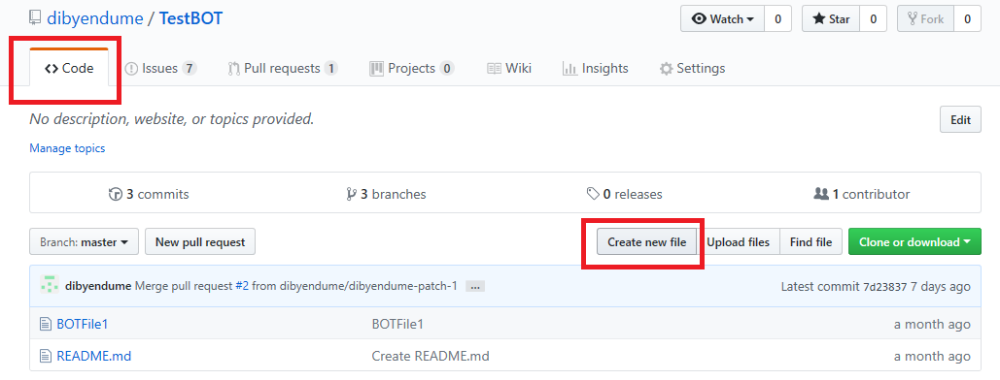 dibyendume / TestBOT Watch 0 Star 0 Fork 0
Code Issues 7 Pull requests 1 Projects 0 Wiki Insights Settings
No description, website, or topics provided. Edit
Manage topics
3 commits 3 branches 0 releases 1 contributor
Branch: master New pull request Create new file Upload files Find file Clone or download
dibyendume Merge pull request #2 from dibyendume/dibyendume-patch-1 ... Latest commit 7d23837 7 days ago
BOTFile1 BOTFile1 a month ago
README.md Create README.md a month ago